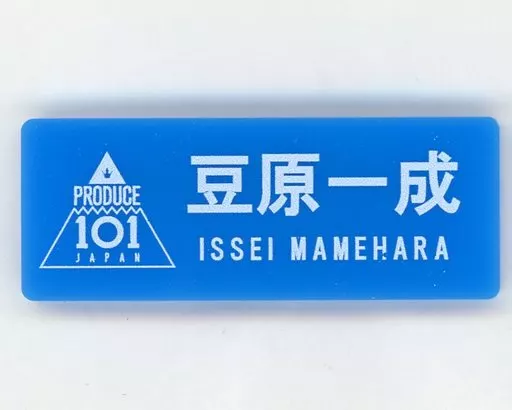 PRODUCE
101
JAPAN
豆原一成
ISSEI MAMEHARA